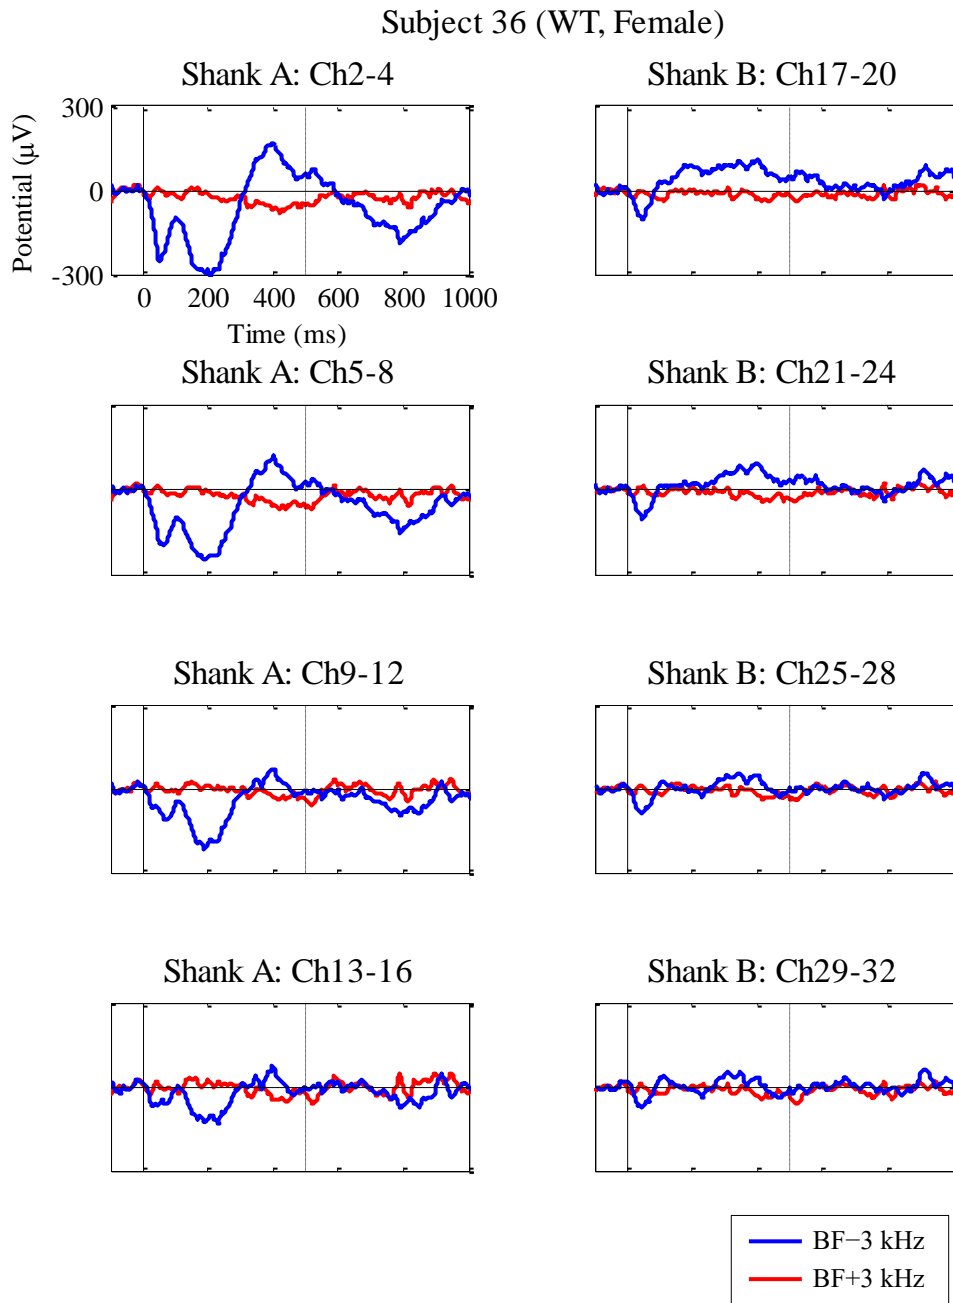 Subject 36 (WT, Female)
Shank A: Ch2-4
Shank B: Ch17-20
300
0
-300
Potential (µV)
0 200 400 600 800 1000
Time (ms)
Shank A: Ch5-8
Shank B: Ch21-24
Shank A: Ch9-12
Shank B: Ch25-28
Shank A: Ch13-16
Shank B: Ch29-32
BF−3 kHz
BF+3 kHz